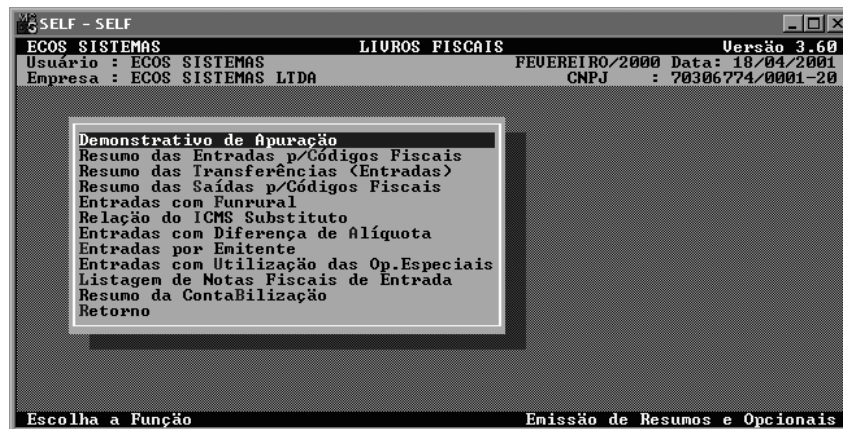 SELF - SELF
ECOS SISTEMAS LIVROS FISCAIS Versão 3.60
Usuário : ECOS SISTEMAS FEVEREIRO/2000 Data: 18/04/2001
Empresa : ECOS SISTEMAS LTDA CNPJ : 70306774/0001-20
Demonstrativo de Apuração
Resumo das Entradas p/Códigos Fiscais
Resumo das Transferências (Entradas)
Resumo das Saídas p/Códigos Fiscais
Entradas com Funrural
Relação do ICMS Substituto
Entradas com Diferença de Alíquota
Entradas por Emitente
Entradas com Utilização das Op.Especiais
Listagem de Notas Fiscais de Entrada
Resumo da ContaBilização
Retorno
Escolha a Função Emissão de Resumos e Opcionais